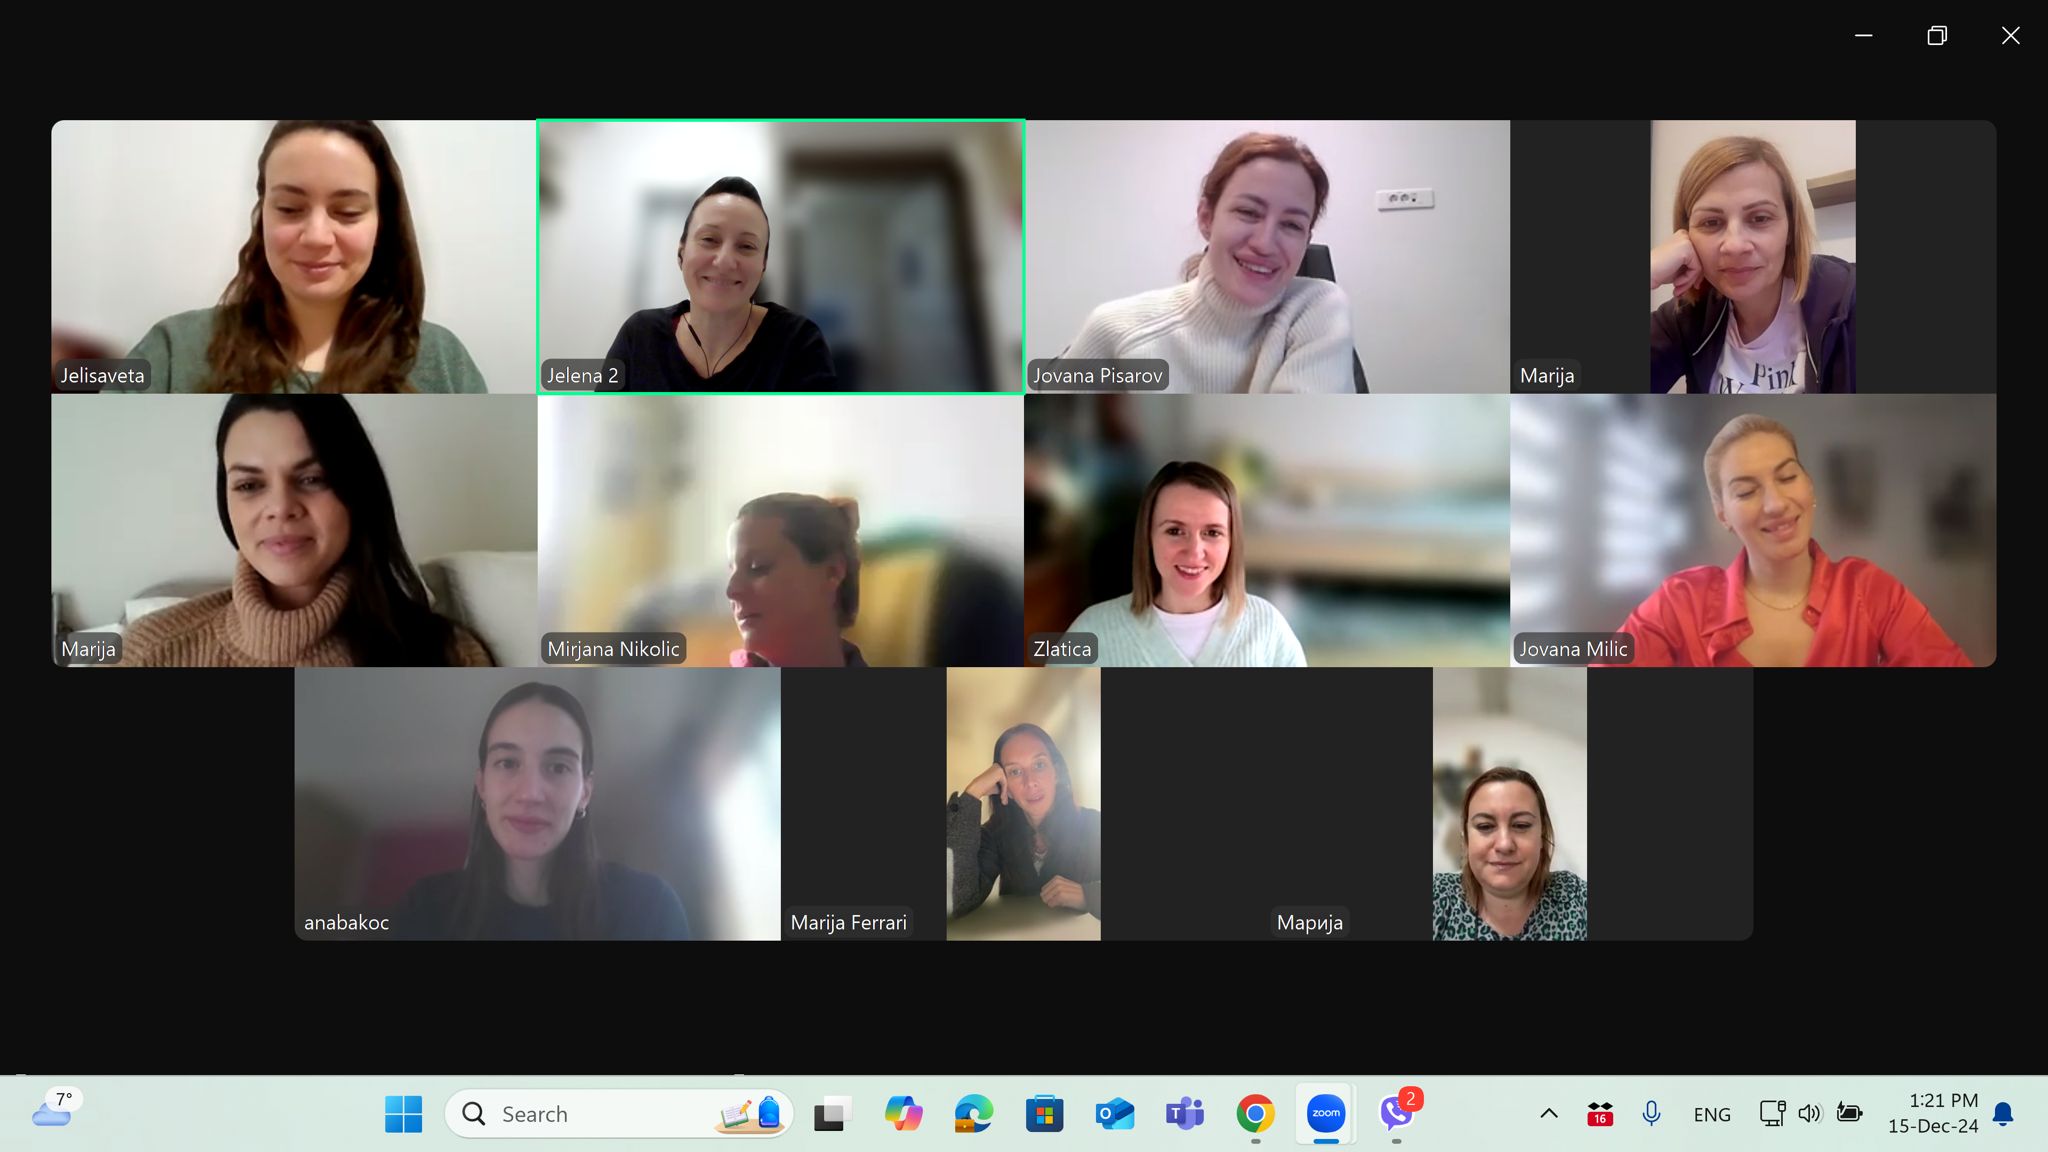 Jelisaveta
Jelena 2
Jovana Pisarov
Marija
Pink
Marija
Mirjana Nikolic
Zlatica
Jovana Milic
anabakoc
Marija Ferrari
Марија
7°
Search
zoom
2
16
ENG
1:21 PM
15-Dec-24